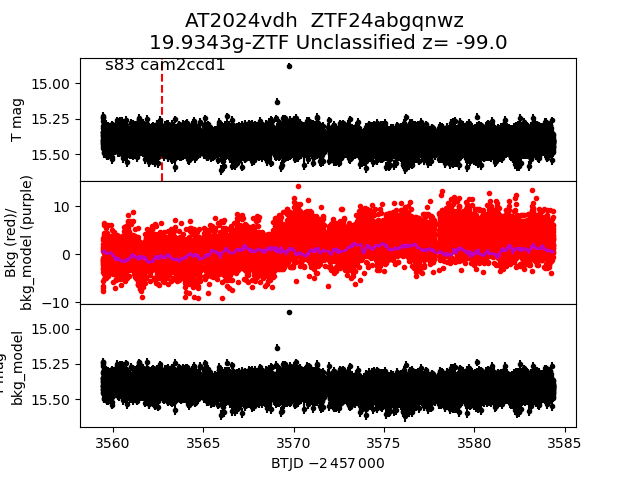 AT2024vdh  ZTF24abgqnwz
19.9343g-ZTF Unclassified z= -99.0
s83 cam2ccd1
T mag
15.00
15.25
15.50
Bkg (red)/
bkg_model (purple)
10
0
−10
mag
bkg_model
15.00
15.25
15.50
3560
3565
3570
3575
3580
3585
BTJD −2 457 000